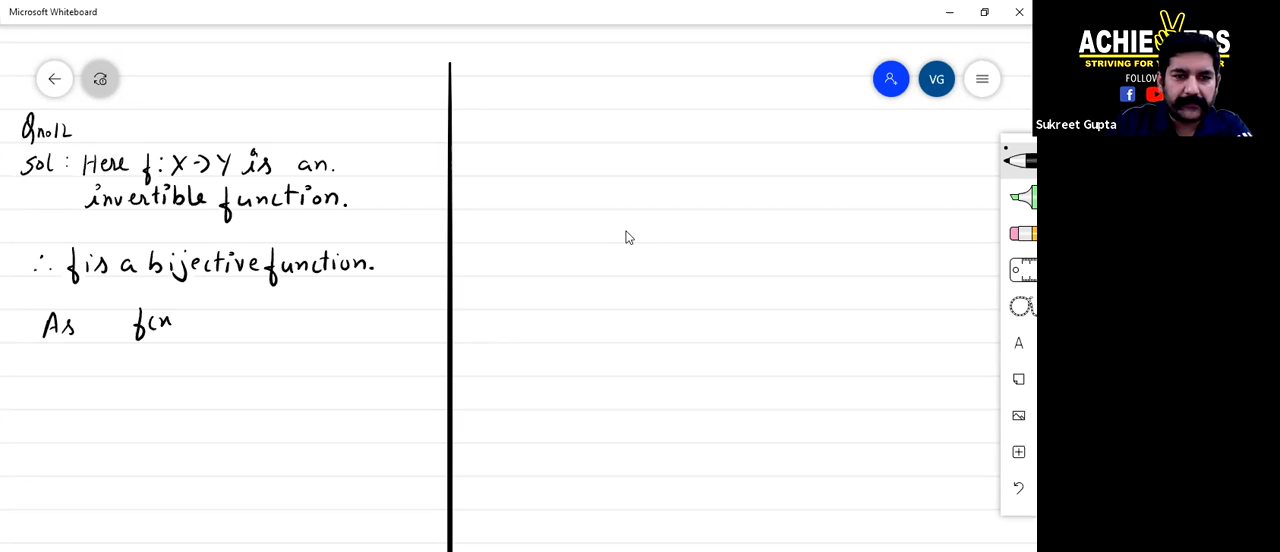 Microsoft Whiteboard
VG
Q no 12
Sol : Here f : X → Y is an
invertible function.
∴ f is a bijective function.
As f(x
A
STRIVING FOR
FOLLOW
Sukreet Gupta